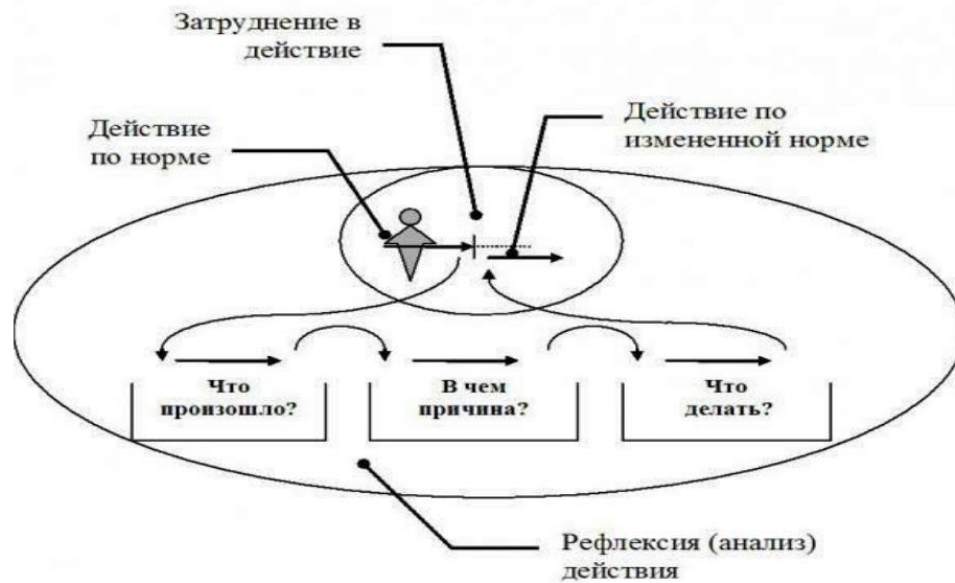 Затруднение в
действие
Действие
по норме
Действие по
измененной норме
Что
произошло?
В чем
причина?
Что
делать?
Рефлексия (анализ)
действия